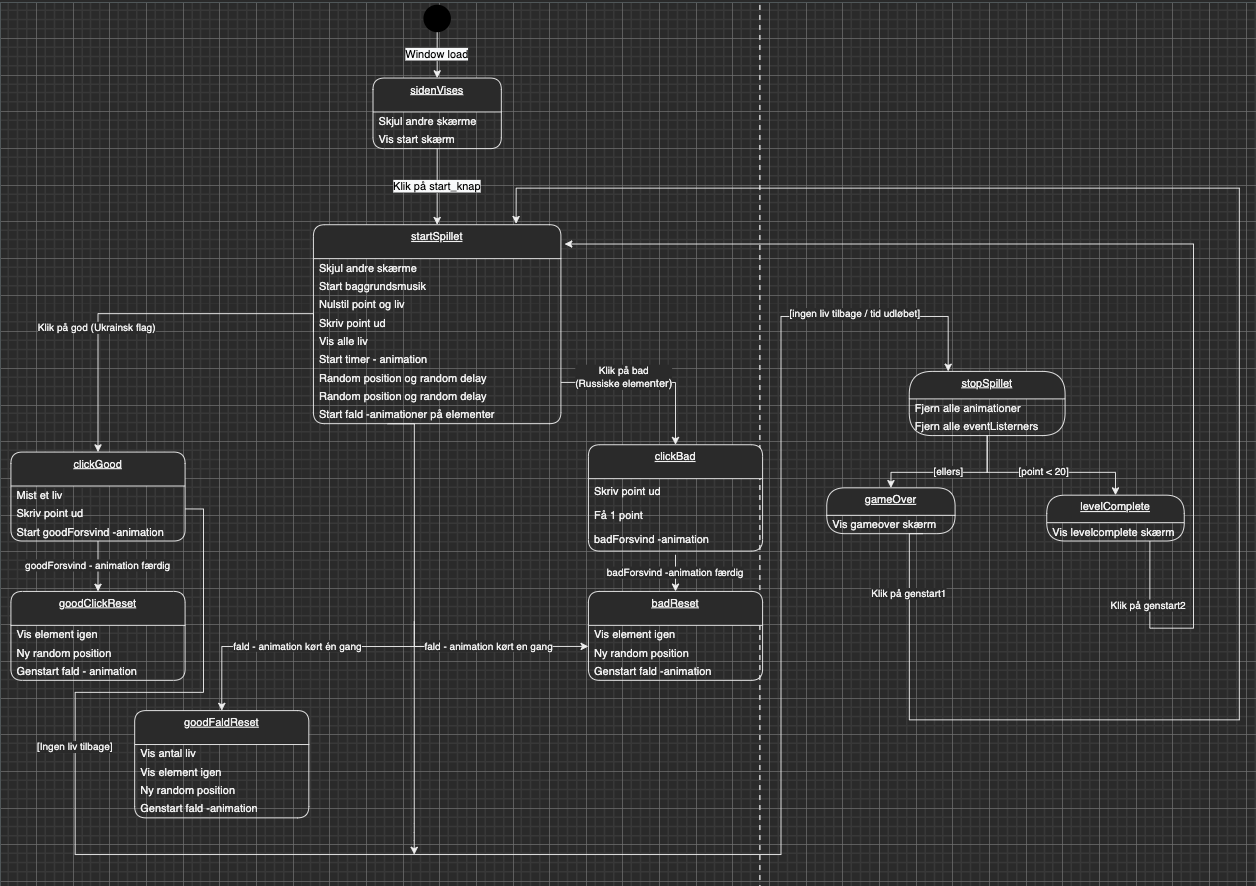 Window load
sidenVises
Skjul andre skærme
Vis start skærm
Klik på start_knap
startSpillet
Skjul andre skærme
Start baggrundsmusik
Nulstil point og liv
Skriv point ud
Vis alle liv
Start timer - animation
Random position og random delay
Random position og random delay
Start fald -animationer på elementer
Klik på god (Ukrainsk flag)
Klik på bad
(Russiske elementer)
[ingen liv tilbage / tid udløbet]
stopSpillet
Fjern alle animationer
Fjern alle eventListerners
clickGood
Mist et liv
Skriv point ud
Start goodForsvind -animation
clickBad
Skriv point ud
Få 1 point
badForsvind -animation
[ellers]
[point < 20]
gameOver
Vis gameover skærm
levelComplete
Vis levelcomplete skærm
goodForsvind - animation færdig
badForsvind -animation færdig
Klik på genstart1
Klik på genstart2
goodClickReset
Vis element igen
Ny random position
Genstart fald - animation
badReset
Vis element igen
Ny random position
Genstart fald -animation
fald - animation kørt én gang
fald - animation kørt en gang
goodFaldReset
Vis antal liv
Vis element igen
Ny random position
Genstart fald -animation
[Ingen liv tilbage]